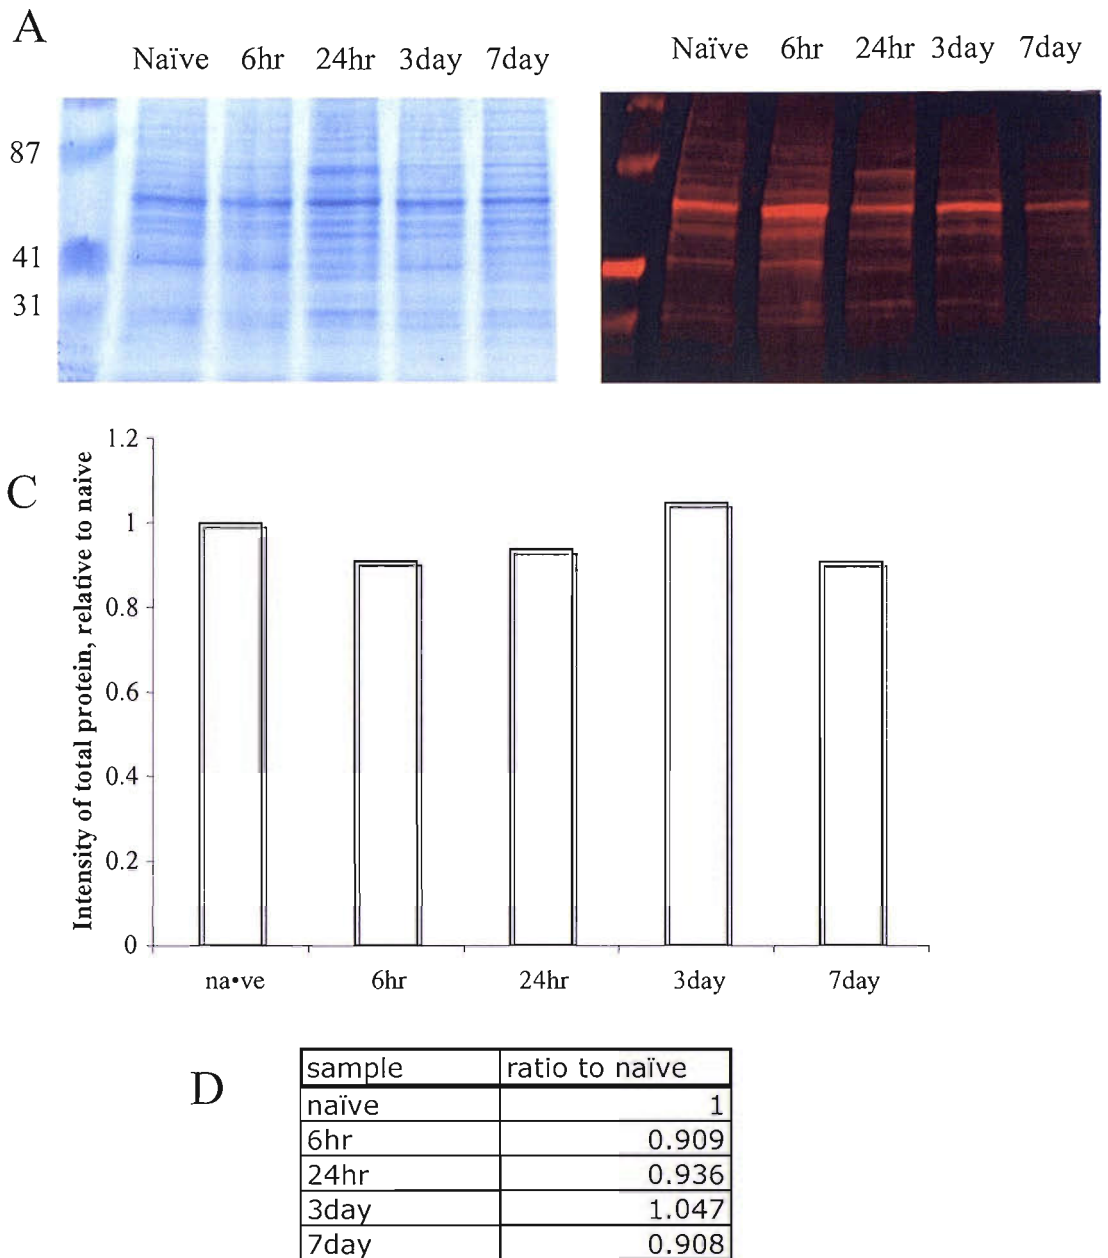 A
Naïve 6hr 24hr 3day 7day
87
41
31
Naïve 6hr 24hr 3day 7day
C
Intensity of total protein, relative to naive
1.2
1
0.8
0.6
0.4
0.2
0
na•ve 6hr 24hr 3day 7day
D
sample ratio to naïve
naïve 1
6hr 0.909
24hr 0.936
3day 1.047
7day 0.908